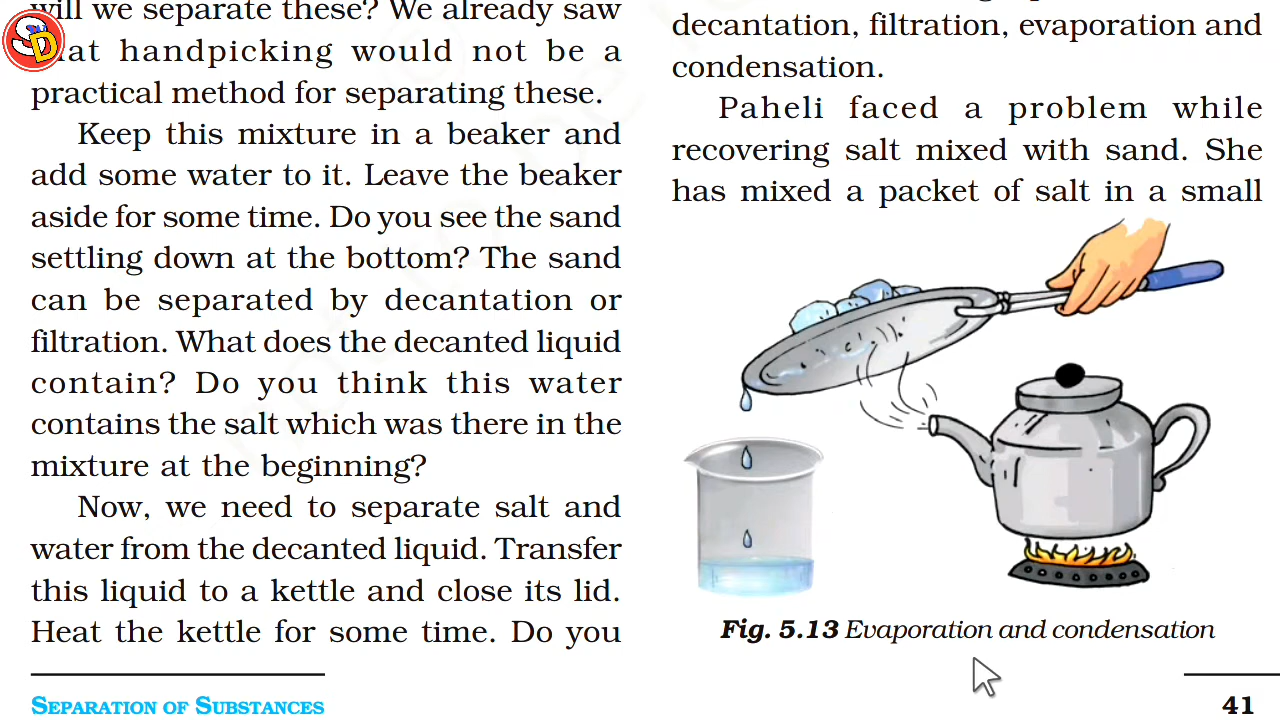 will we separate these? We already saw
that handpicking would not be a
practical method for separating these.
Keep this mixture in a beaker and
add some water to it. Leave the beaker
aside for some time. Do you see the sand
settling down at the bottom? The sand
can be separated by decantation or
filtration. What does the decanted liquid
contain? Do you think this water
contains the salt which was there in the
mixture at the beginning?
Now, we need to separate salt and
water from the decanted liquid. Transfer
this liquid to a kettle and close its lid.
Heat the kettle for some time. Do you
SEPARATION OF SUBSTANCES
decantation, filtration, evaporation and
condensation.
Paheli faced a problem while
recovering salt mixed with sand. She
has mixed a packet of salt in a small
Fig. 5.13 Evaporation and condensation
41
SD